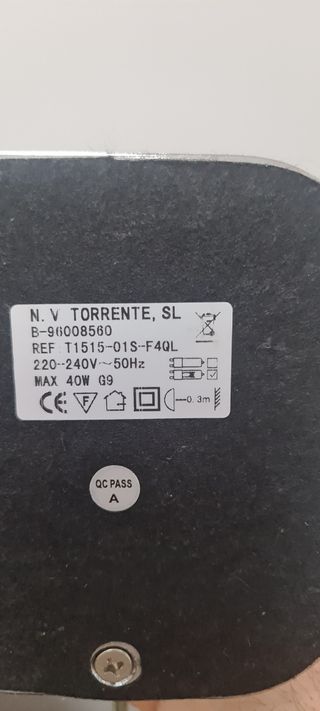 N. V TORRENTE, SL
B-96008560
REF: T1515-01S-F4QL
220-240V~50Hz
MAX 40W G9
CE F 0.3m
QC PASS
A